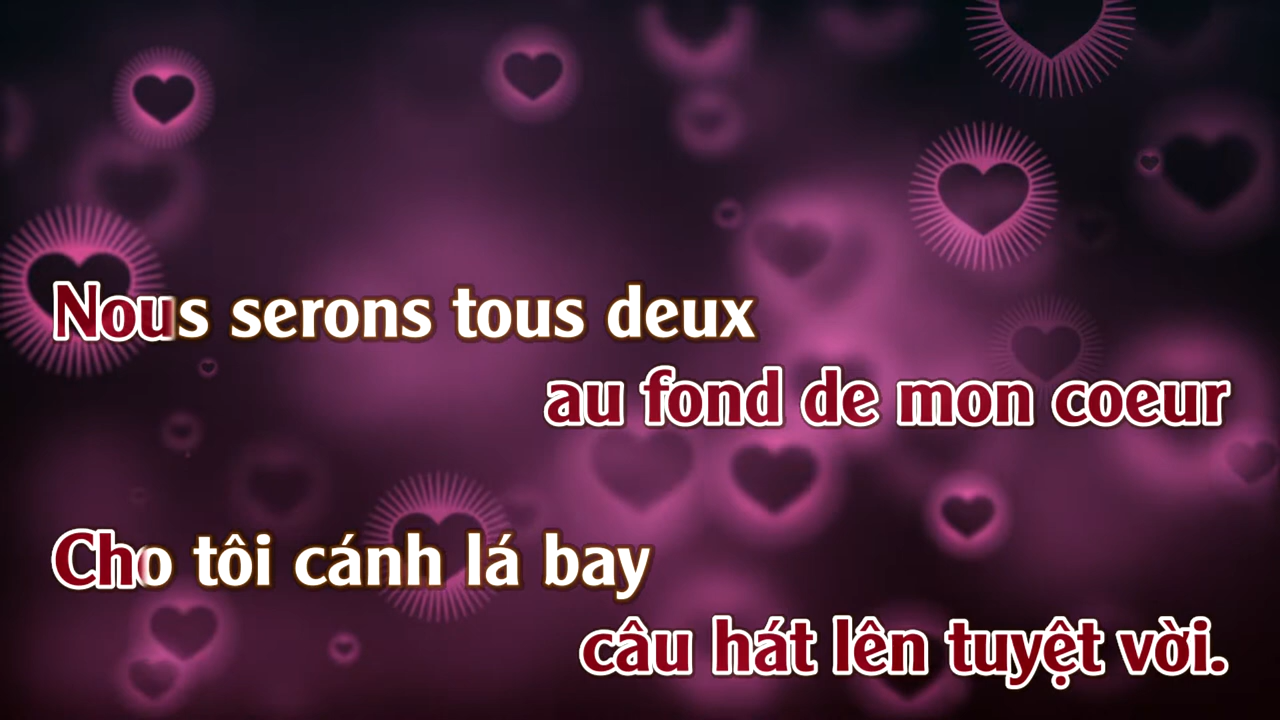 Nous serons tous deux
au fond de mon coeur
Cho tôi cánh lá bay
câu hát lên tuyệt vời.